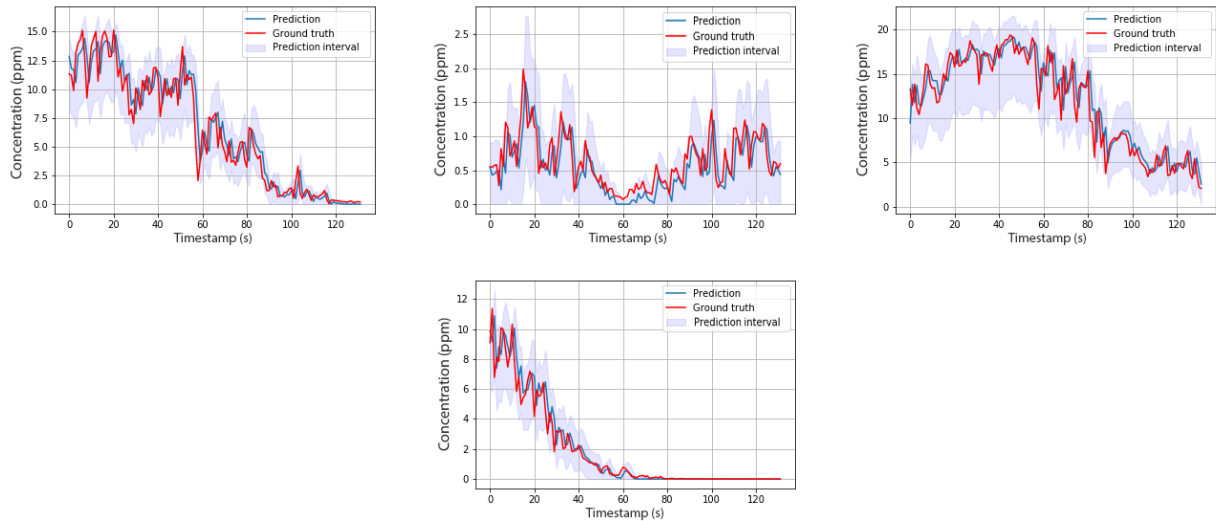 Prediction
Ground truth
Prediction interval
Concentration (ppm)
15.0
12.5
10.0
7.5
5.0
2.5
0.0
0 20 40 60 80 100 120
Timestamp (s)
Prediction
Ground truth
Prediction interval
Concentration (ppm)
2.5
2.0
1.5
1.0
0.5
0.0
0 20 40 60 80 100 120
Timestamp (s)
Prediction
Ground truth
Prediction interval
Concentration (ppm)
20
15
10
5
0
0 20 40 60 80 100 120
Timestamp (s)
Prediction
Ground truth
Prediction interval
Concentration (ppm)
12
10
8
6
4
2
0
0 20 40 60 80 100 120
Timestamp (s)